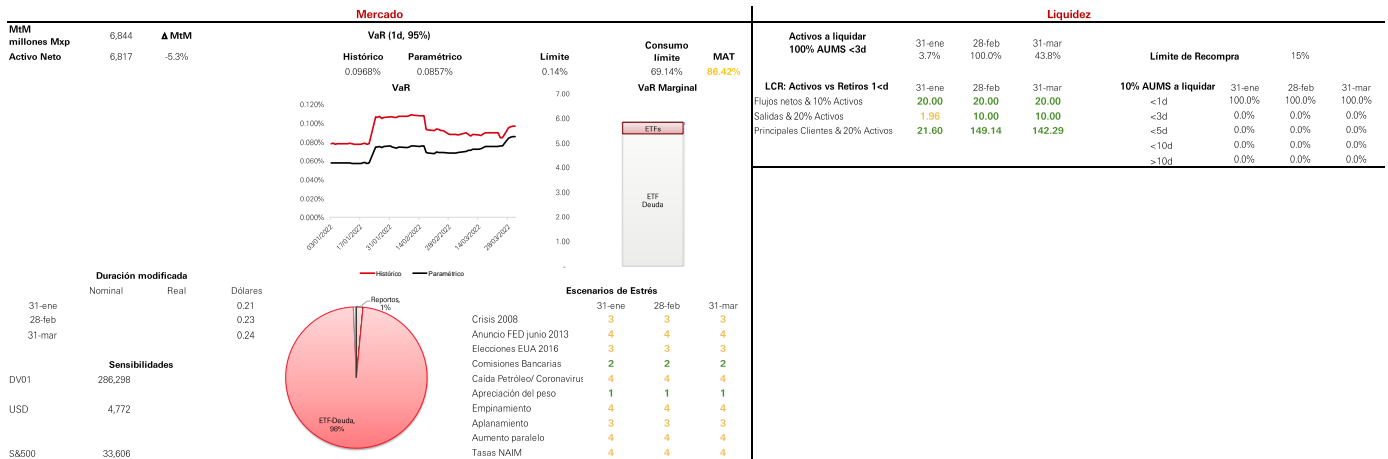 Mercado
MtM
millones Mxp
6,844
Δ MtM
Activo Neto
6,817
-5.3%
VaR (1d, 95%)
Histórico
Paramétrico
Límite
Consumo
límite
MAT
0.0968%
0.0857%
0.14%
69.14%
86.42%
VaR
0.120%
0.100%
0.080%
0.060%
0.040%
0.020%
0.000%
03/01/2022
17/01/2022
31/01/2022
14/02/2022
28/02/2022
14/03/2022
28/03/2022
Histórico
Paramétrico
VaR Marginal
7.00
6.00
5.00
4.00
3.00
2.00
1.00
-
ETFs
ETF
Deuda
Duración modificada
Nominal Real Dólares
31-ene 0.21
28-feb 0.23
31-mar 0.24
Sensibilidades
DV01 286,298
USD 4,772
S&500 33,606
Reportos,
1%
ETF-Deuda,
98%
Escenarios de Estrés
31-ene 28-feb 31-mar
Crisis 2008 3 3 3
Anuncio FED junio 2013 4 4 4
Elecciones EUA 2016 3 3 3
Comisiones Bancarias 2 2 2
Caída Petróleo/ Coronavirus 4 4 4
Apreciación del peso 1 1 1
Empinamiento 4 4 4
Aplanamiento 3 3 3
Aumento paralelo 4 4 4
Tasas NAIM 4 4 4
Liquidez
Activos a liquidar
100% AUMS <3d
31-ene 28-feb 31-mar
3.7% 100.0% 43.8%
Límite de Recompra 15%
LCR: Activos vs Retiros 1<d 31-ene 28-feb 31-mar
Flujos netos & 10% Activos 20.00 20.00 20.00
Salidas & 20% Activos 1.96 10.00 10.00
Principales Clientes & 20% Activos 21.60 149.14 142.29
10% AUMS a liquidar 31-ene 28-feb 31-mar
<1d 100.0% 100.0% 100.0%
<3d 0.0% 0.0% 0.0%
<5d 0.0% 0.0% 0.0%
<10d 0.0% 0.0% 0.0%
>10d 0.0% 0.0% 0.0%